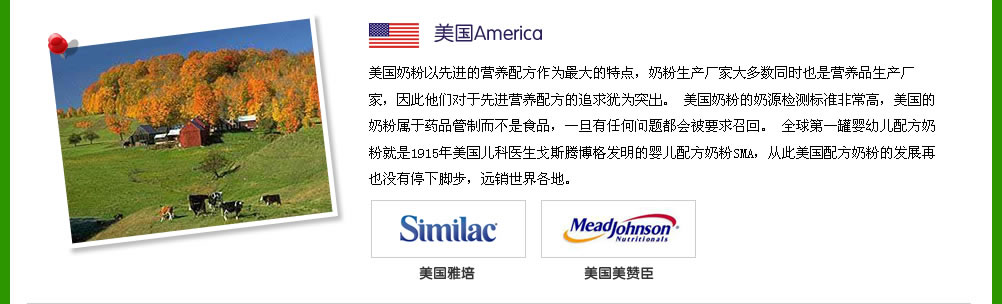 美国America
美国奶粉以先进的营养配方作为最大的特点，奶粉生产厂家大多数同时也是营养品生产厂
家，因此他们对于先进营养配方的追求犹为突出。 美国奶粉的奶源检测标准非常高，美国的
奶粉属于药品管制而不是食品，一旦有任何问题都会被要求召回。 全球第一罐婴幼儿配方奶
粉就是1915年美国儿科医生戈斯腾博格发明的婴儿配方奶粉SMA，从此美国配方奶粉的发展再
也没有停下脚步，远销世界各地。
Similac
MeadJohnson
Nutritionals
美国雅培
美国美赞臣